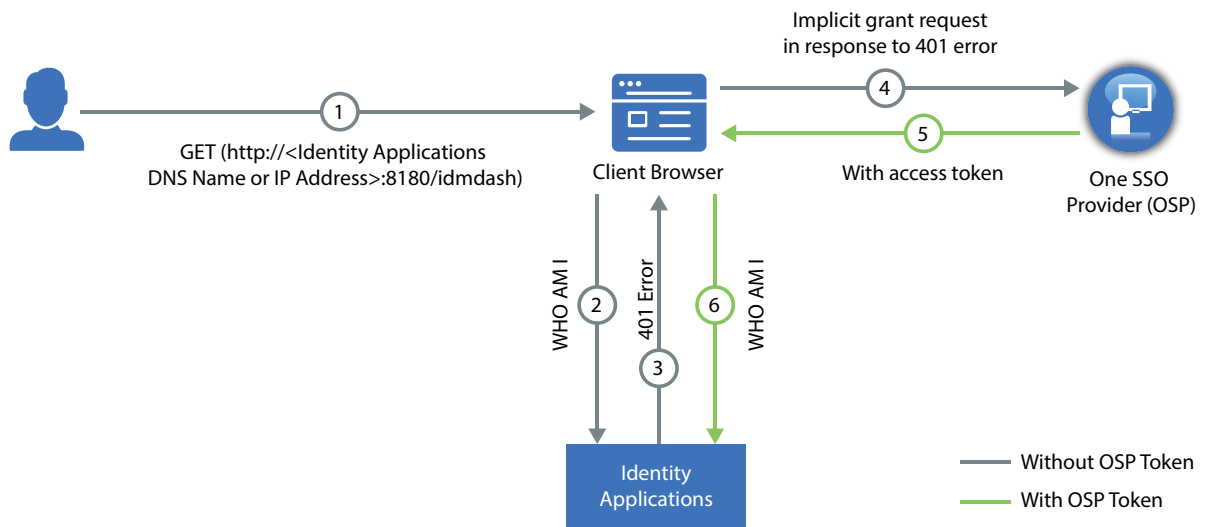 Implicit grant request
in response to 401 error
1
4
5
GET (http://<Identity Applications
DNS Name or IP Address>:8180/idmdash)
Client Browser
With access token
One SSO
Provider (OSP)
WHO AM I
2
401 Error
3
6
WHO AM I
Identity
Applications
Without OSP Token
With OSP Token